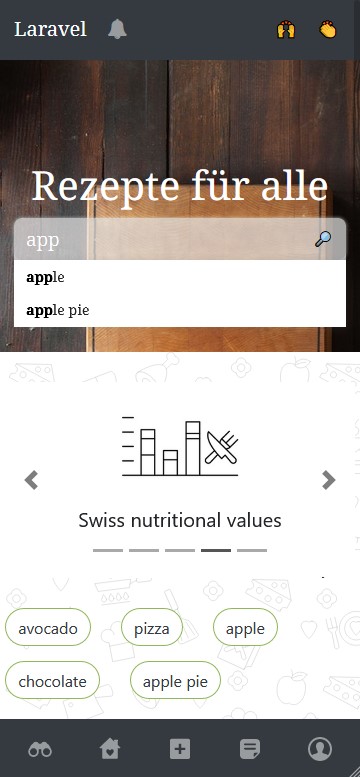 Laravel
Rezepte für alle
app
apple
apple pie
Swiss nutritional values
avocado
pizza
apple
chocolate
apple pie